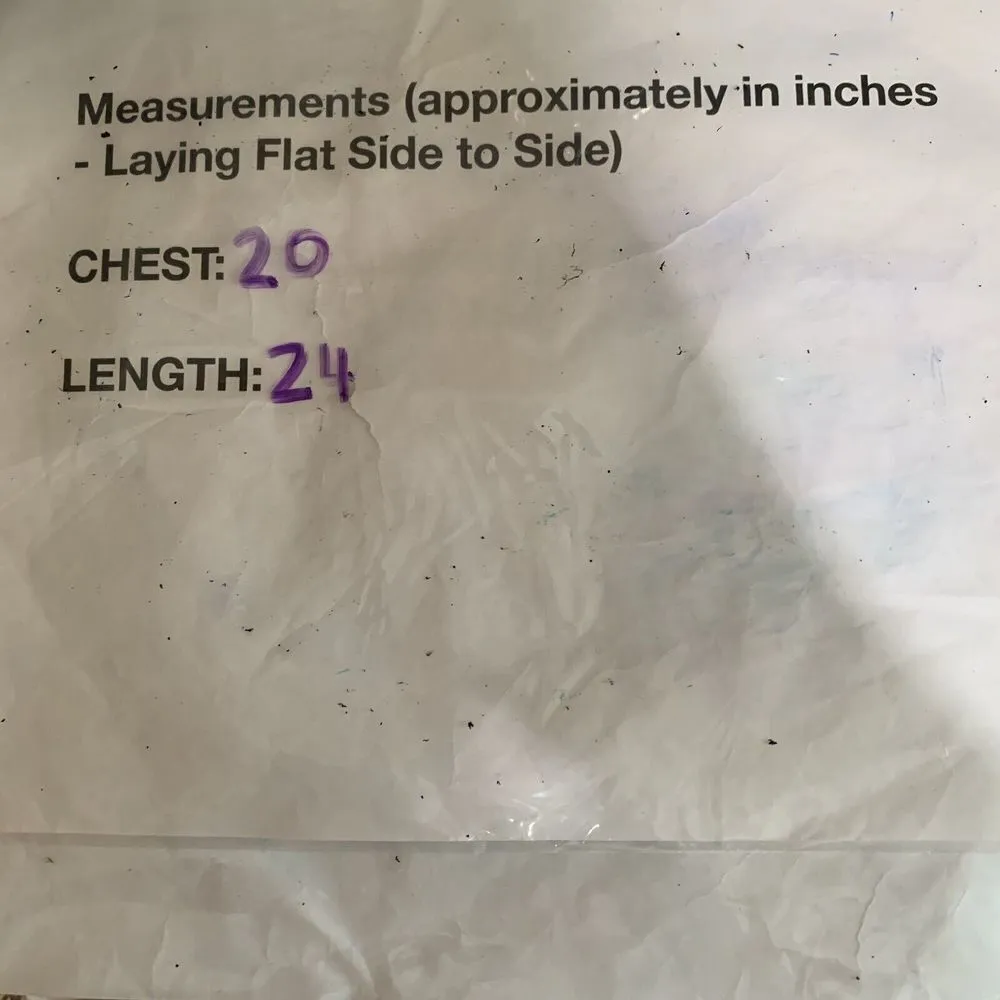 Measurements (approximately in inches
- Laying Flat Side to Side)
CHEST: 20
LENGTH: 24